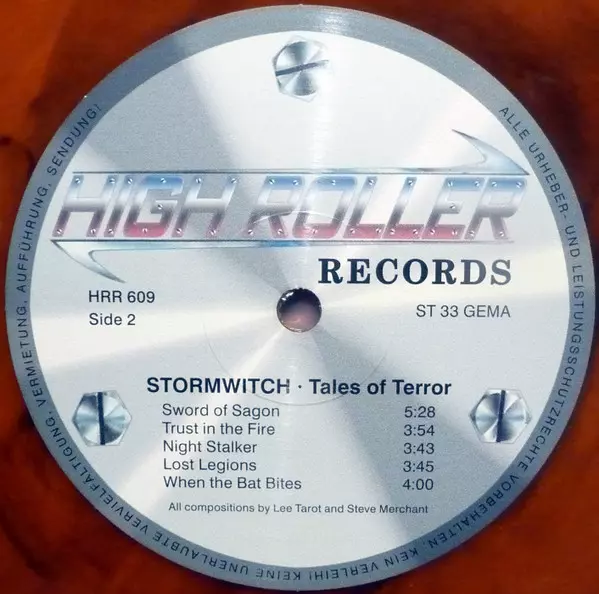 HIGH ROLLER
RECORDS
HRR 609
Side 2
ST 33 GEMA
STORMWITCH · Tales of Terror
Sword of Sagon 5:28
Trust in the Fire 3:54
Night Stalker 3:43
Lost Legions 3:45
When the Bat Bites 4:00
All compositions by Lee Tarot and Steve Merchant
ALLE URHEBER- UND LEISTUNGSSCHUTZRECHTE VORBEHALTEN. KEIN VERLEIH! KEINE UNERLAUBTE VERVIELFÄLTIGUNG, VERMIETUNG, AUFFÜHRUNG, SENDUNG!